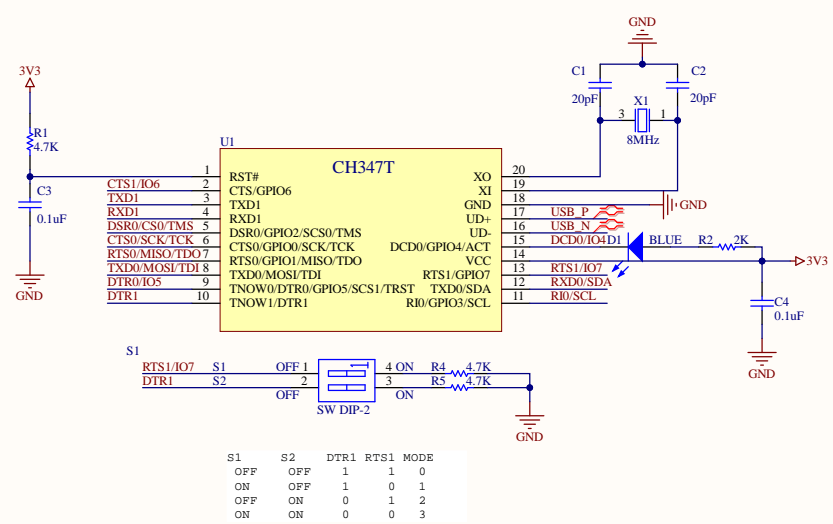 GND
C1 C2
20pF 20pF
X1
3 1
8MHz
3V3
R1
4.7K
C3
0.1uF
GND
U1
CH347T
1 RST# XO 20
CTS1/IO6 2 CTS/GPIO6 XI 19
TXD1 3 TXD1 GND 18 GND
RXD1 4 RXD1 UD+ 17 USB_P
DSR0/CS0/TMS 5 DSR0/GPIO2/SCS0/TMS UD- 16 USB_N
CTS0/SCK/TCK 6 CTS0/GPIO0/SCK/TCK DCD0/GPIO4/ACT 15 DCD0/IO4 D1 BLUE R2 2K
RTS0/MISO/TDO 7 RTS0/GPIO1/MISO/TDO VCC 14 3V3
TXD0/MOSI/TDI 8 TXD0/MOSI/TDI RTS1/GPIO7 13 RTS1/IO7
DTR0/IO5 9 TNOW0/DTR0/GPIO5/SCS1/TRST TXD0/SDA 12 RXD0/SDA
DTR1 10 TNOW1/DTR1 RI0/GPIO3/SCL 11 RI0/SCL
C4
0.1uF
GND
S1
RTS1/IO7 S1 OFF 1 4 ON R4 4.7K
DTR1 S2 2 3 R5 4.7K
OFF ON
SW DIP-2
GND
S1 S2 DTR1 RTS1 MODE
OFF OFF 1 1 0
ON OFF 1 0 1
OFF ON 0 1 2
ON ON 0 0 3